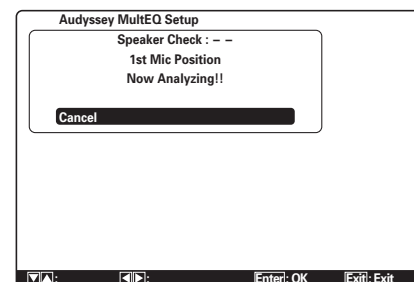 Audyssey MultEQ Setup
Speaker Check : – –
1st Mic Position
Now Analyzing!!
Cancel
▼▲: ◀▶: Enter: OK Exit: Exit